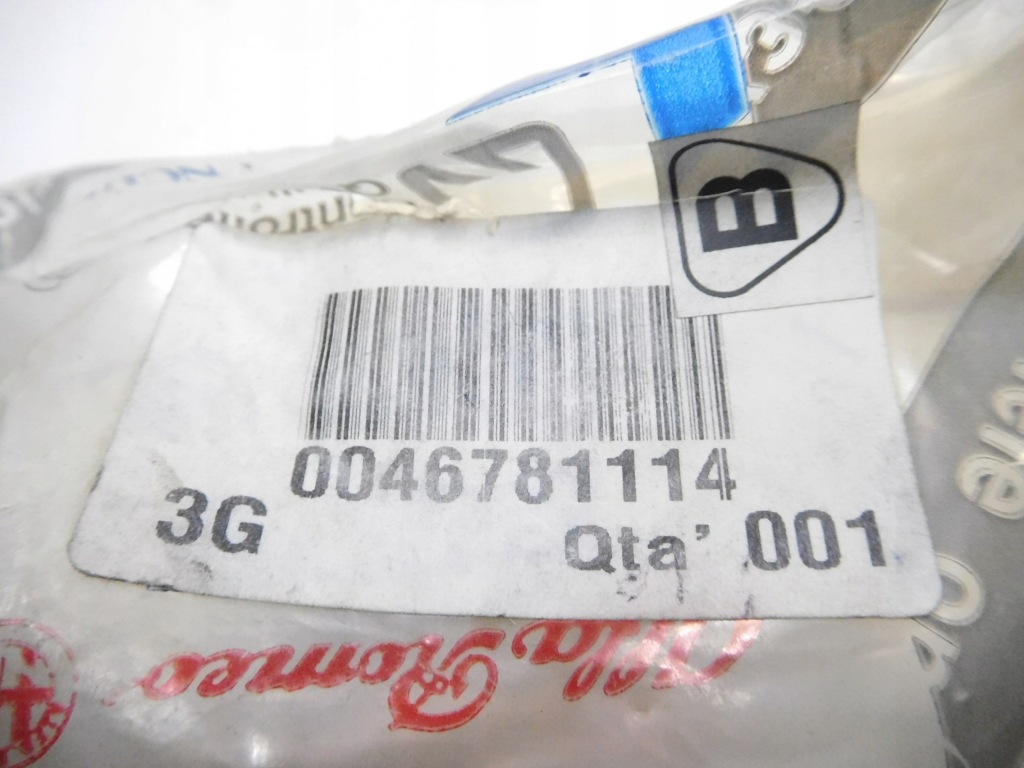 B
0046781114
3G
Qta' 001
Alfa Romeo